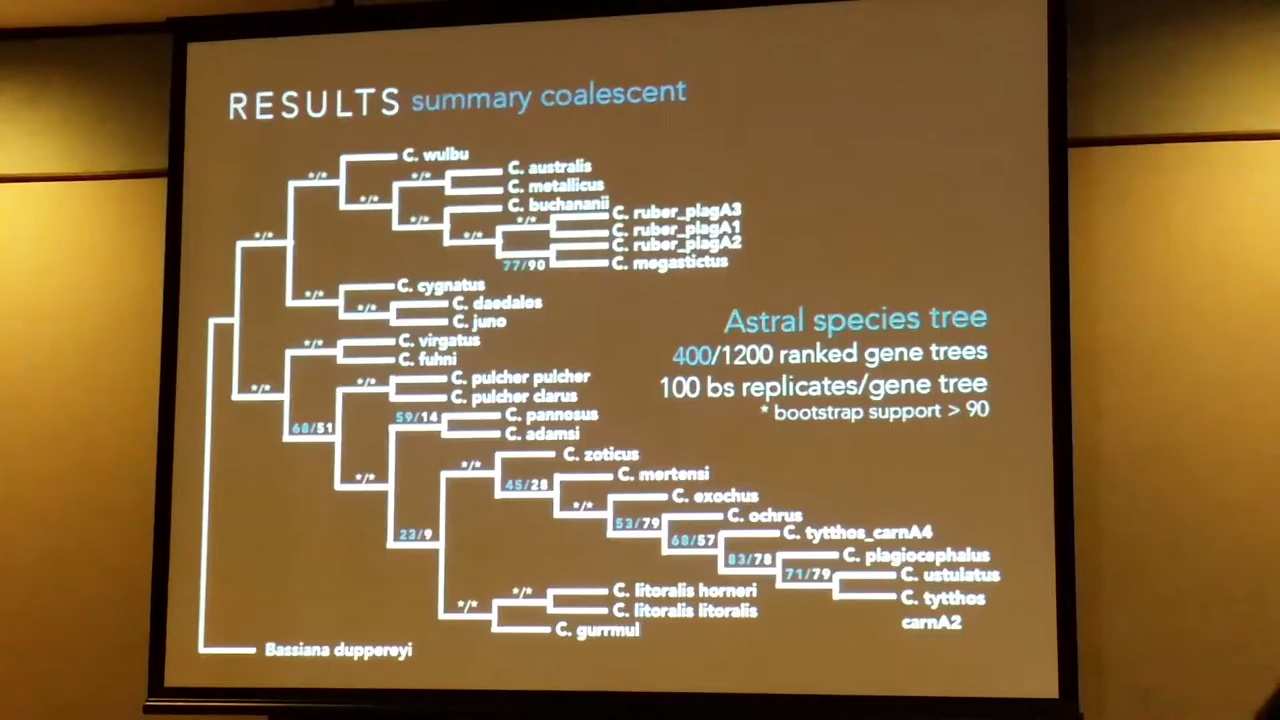 RESULTS summary coalescent
C. wulbu
*/*
C. australis
*/*
C. metallicus
*/*
C. buchananii
*/*
*/*
C. ruber_plagA3
C. ruber_plagA1
*/*
C. ruber_plagA2
*/*
77/90
C. megastictus
C. cygnatus
*/*
C. daedalos
*/*
C. juno
Astral species tree
C. virgatus
*/*
C. fuhni
400/1200 ranked gene trees
C. pulcher pulcher
*/*
*/*
100 bs replicates/gene tree
C. pulcher clarus
59/14
C. pannosus
* bootstrap support > 90
68/51
C. adamsi
C. zoticus
*/*
*/*
C. mertensi
45/28
C. exochus
*/*
C. ochrus
53/79
C. tytthos_carnA4
23/9
68/57
C. plagiocephalus
83/78
C. ustulatus
71/79
C. litoralis horneri
*/*
C. tytthos
carnA2
C. litoralis litoralis
*/*
C. gurrmul
Bassiana duppereyi